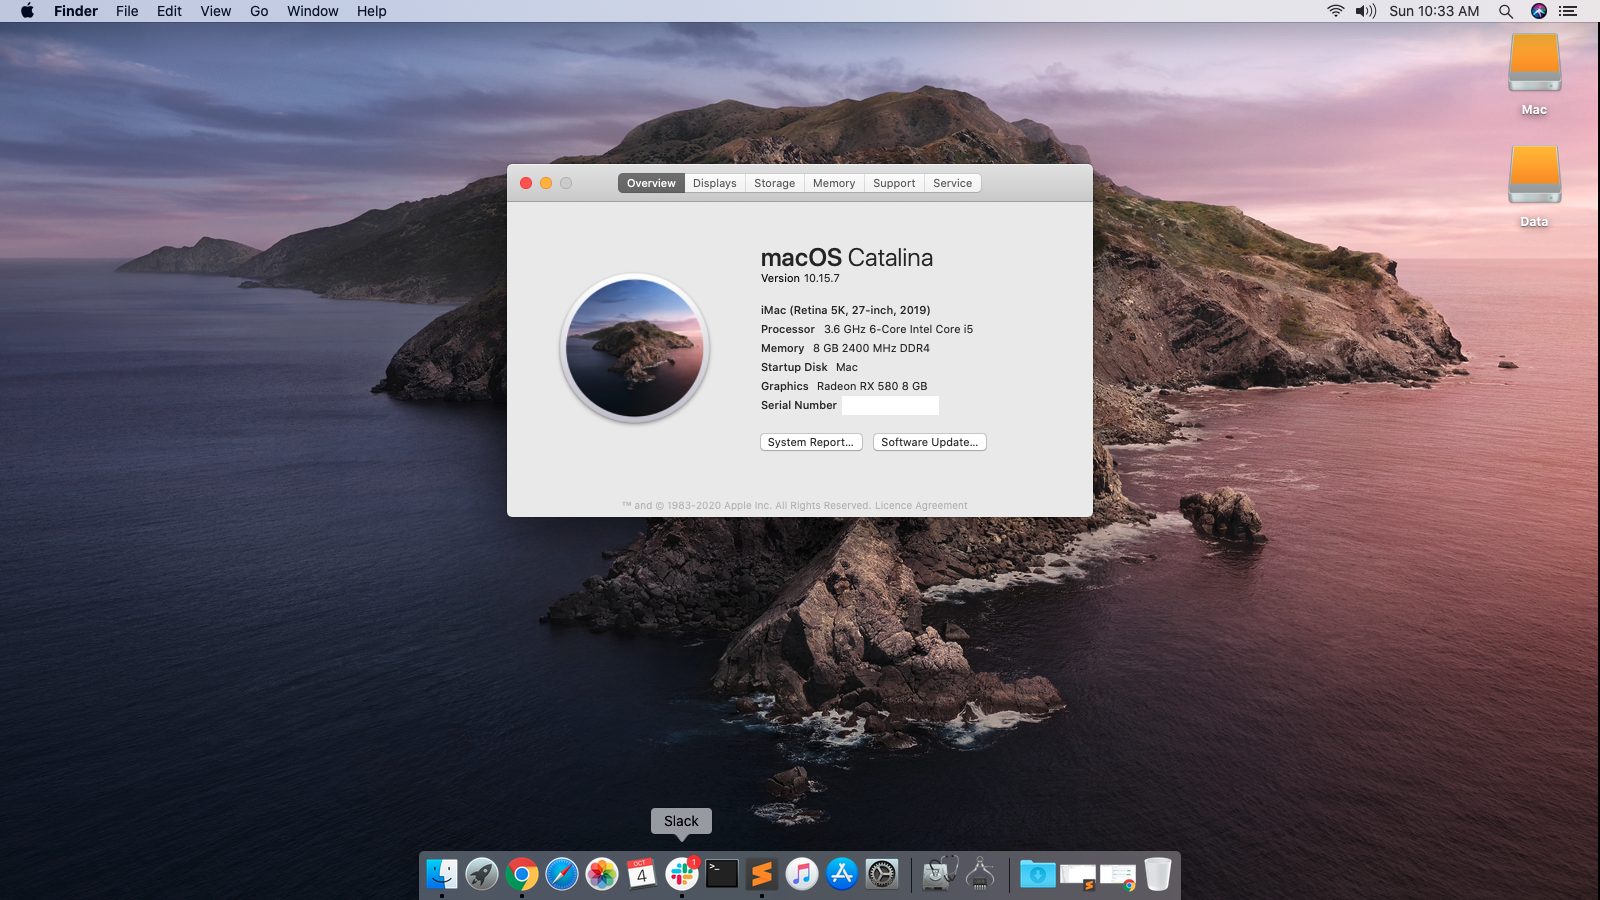 Finder File Edit View Go Window Help
Sun 10:33 AM
Mac
Data
Overview Displays Storage Memory Support Service
macOS Catalina
Version 10.15.7
iMac (Retina 5K, 27-inch, 2019)
Processor 3.6 GHz 6-Core Intel Core i5
Memory 8 GB 2400 MHz DDR4
Startup Disk Mac
Graphics Radeon RX 580 8 GB
Serial Number
System Report... Software Update...
™ and © 1983-2020 Apple Inc. All Rights Reserved. Licence Agreement
Slack
OCT
4
1
>_